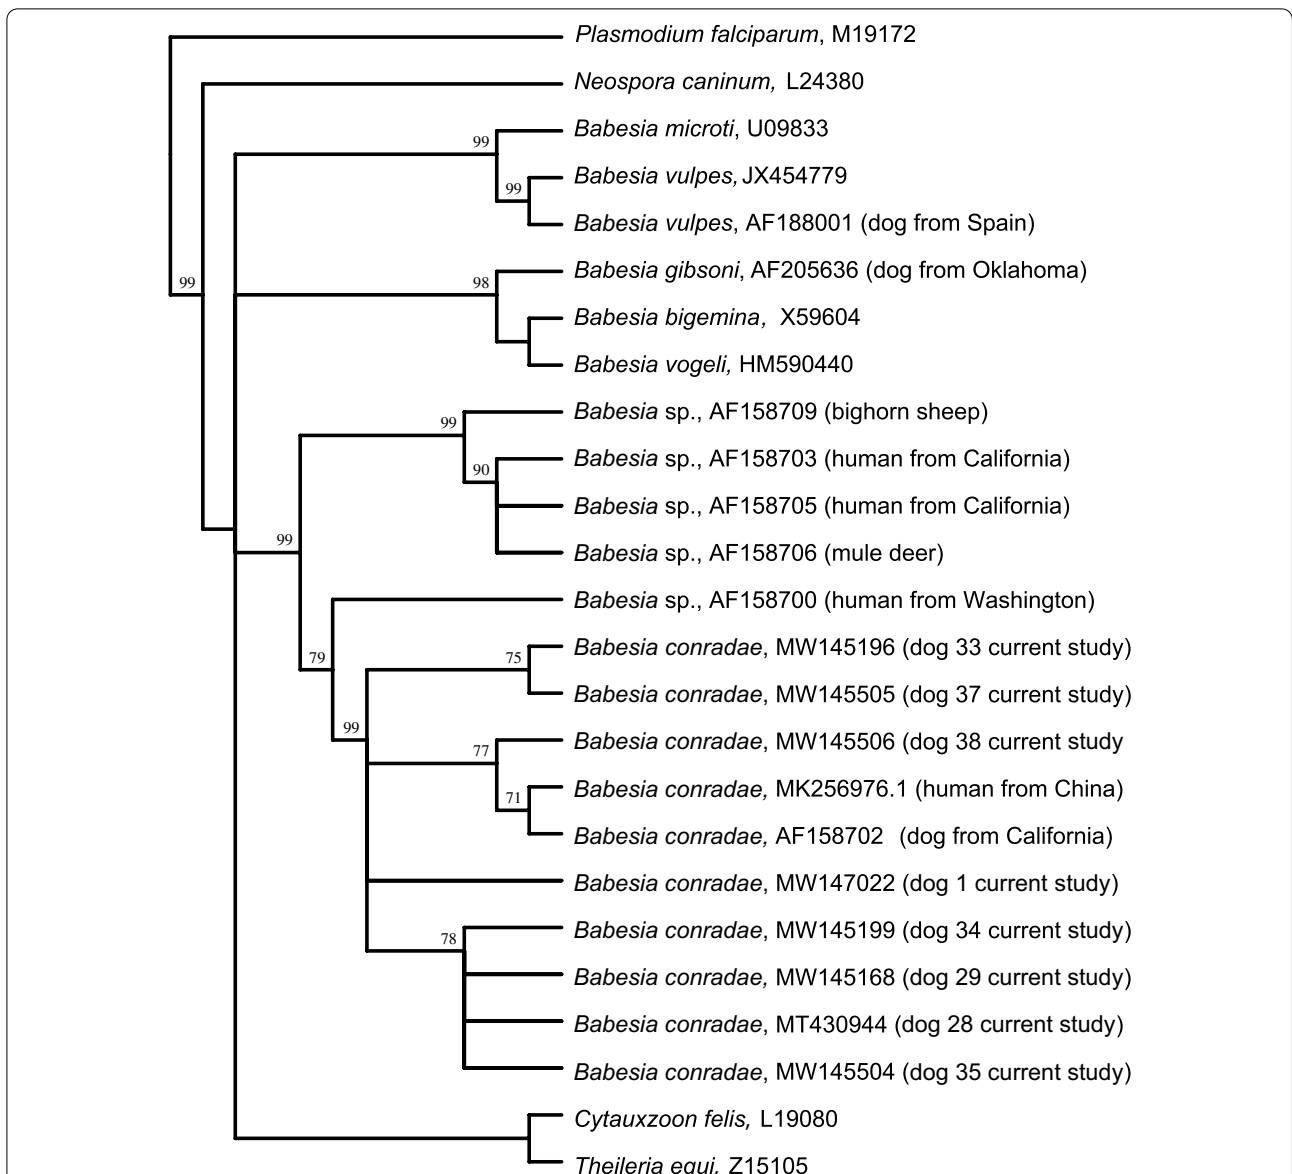 Plasmodium falciparum, M19172
Neospora caninum, L24380
Babesia microti, U09833
99
Babesia vulpes, JX454779
99
Babesia vulpes, AF188001 (dog from Spain)
Babesia gibsoni, AF205636 (dog from Oklahoma)
99
98
Babesia bigemina, X59604
Babesia vogeli, HM590440
Babesia sp., AF158709 (bighorn sheep)
99
Babesia sp., AF158703 (human from California)
90
Babesia sp., AF158705 (human from California)
Babesia sp., AF158706 (mule deer)
99
Babesia sp., AF158700 (human from Washington)
Babesia conradae, MW145196 (dog 33 current study)
79
75
Babesia conradae, MW145505 (dog 37 current study)
99
Babesia conradae, MW145506 (dog 38 current study
77
Babesia conradae, MK256976.1 (human from China)
71
Babesia conradae, AF158702 (dog from California)
Babesia conradae, MW147022 (dog 1 current study)
Babesia conradae, MW145199 (dog 34 current study)
78
Babesia conradae, MW145168 (dog 29 current study)
Babesia conradae, MT430944 (dog 28 current study)
Babesia conradae, MW145504 (dog 35 current study)
Cytauxzoon felis, L19080
Theileria equi, Z15105